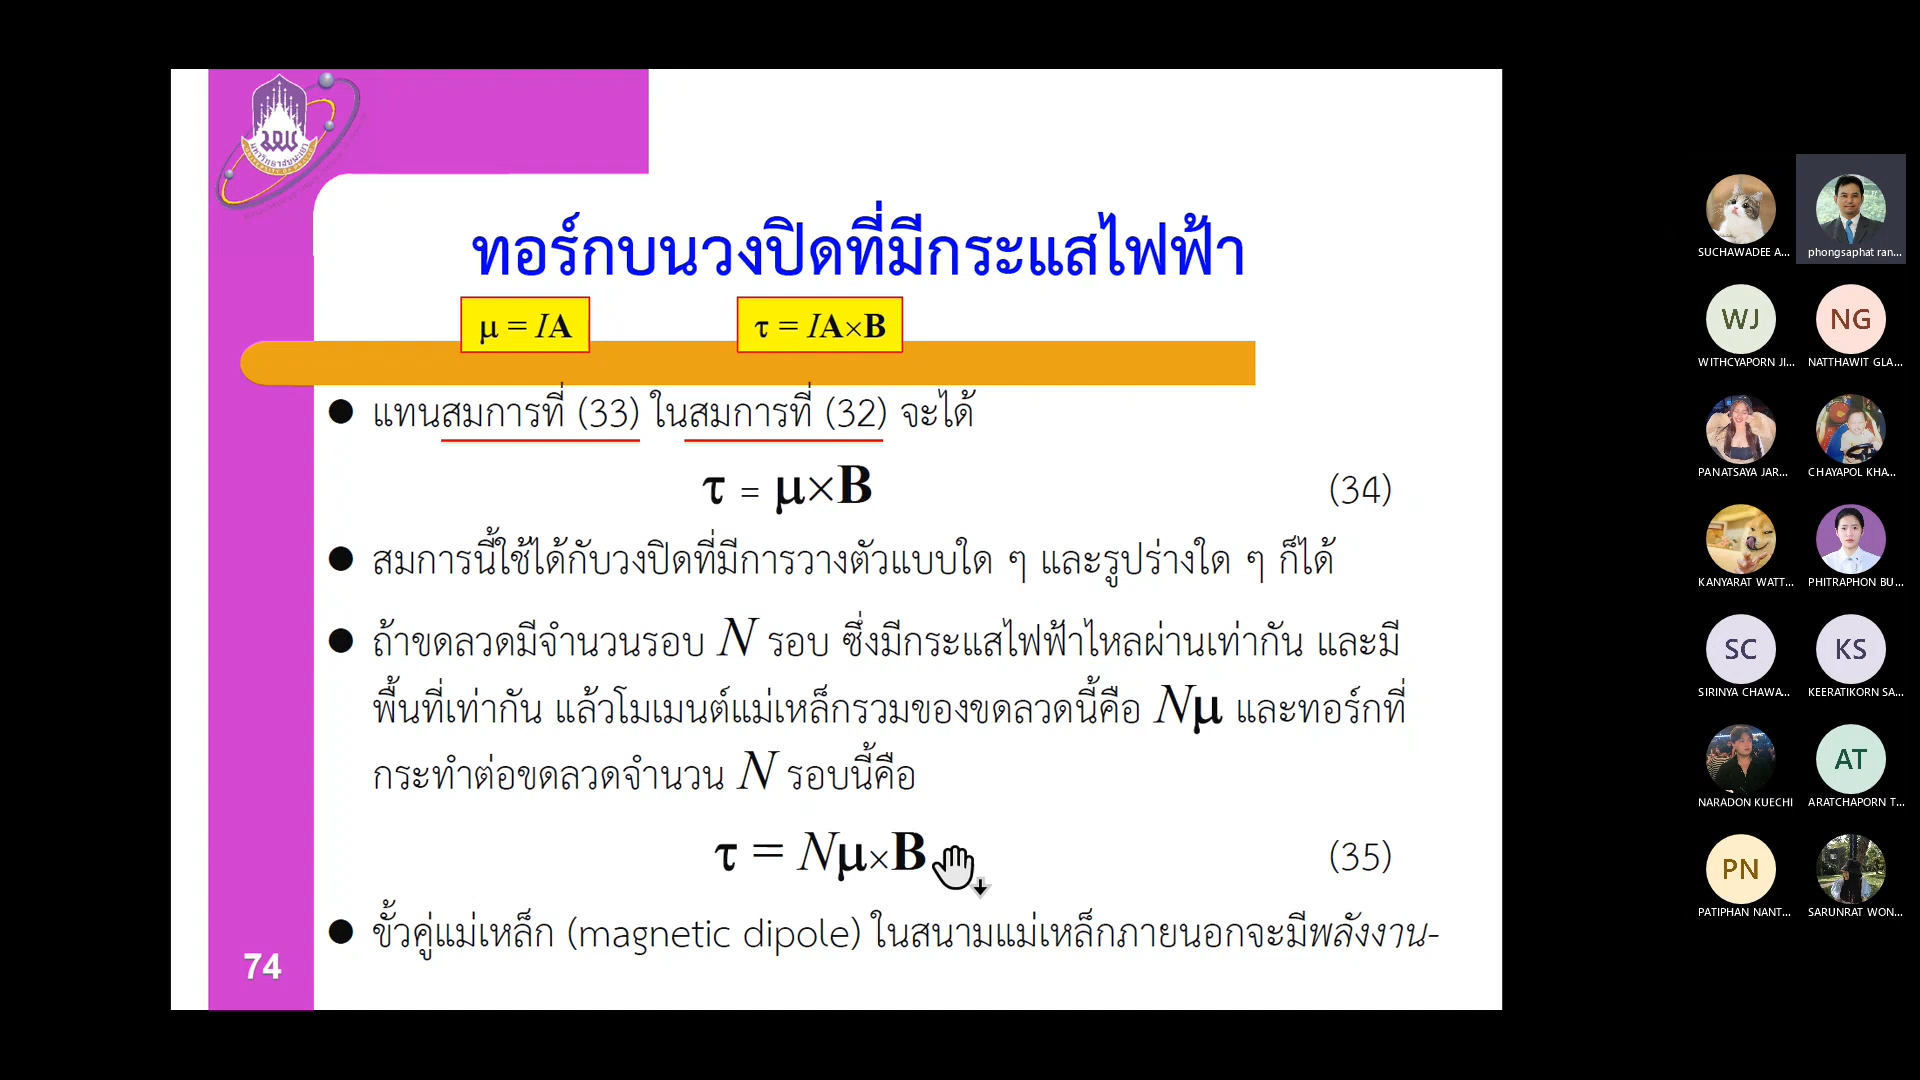 ทอร์กบนวงปิดที่มีกระแสไฟฟ้า
μ = IA
τ = IA×B
แทนสมการที่ (33) ในสมการที่ (32) จะได้
τ = μ×B (34)
สมการนี้ใช้ได้กับวงปิดที่มีการวางตัวแบบใด ๆ และรูปร่างใด ๆ ก็ได้
ถ้าขดลวดมีจำนวนรอบ N รอบ ซึ่งมีกระแสไฟฟ้าไหลผ่านเท่ากัน และมี
พื้นที่เท่ากัน แล้วโมเมนต์แม่เหล็กรวมของขดลวดนี้คือ Nμ และทอร์กที่
กระทำต่อขดลวดจำนวน N รอบนี้คือ
τ = Nμ×B (35)
ขั้วคู่แม่เหล็ก (magnetic dipole) ในสนามแม่เหล็กภายนอกจะมีพลังงาน-
74
SUCHAWADEE A...
phongsaphat ran...
WJ
NG
WITHCYAPORN JI...
NATTHAWIT GLA...
PANATSAYA JAR...
CHAYAPOL KHA...
KANYARAT WATT...
PHITRAPHON BU...
SC
KS
SIRINYA CHAWA...
KEERATIKORN SA...
AT
NARADON KUECHI
ARATCHAPORN T...
PN
PATIPHAN NANT...
SARUNRAT WON...